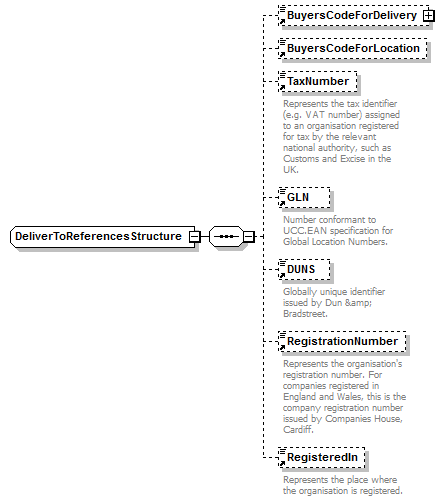 BuyersCodeForDelivery
BuyersCodeForLocation
TaxNumber
Represents the tax identifier
(e.g. VAT number) assigned
to an organisation registered
for tax by the relevant
national authority, such as
Customs and Excise in the
UK.
GLN
Number conformant to
UCC.EAN specification for
Global Location Numbers.
DeliverToReferencesStructure
DUNS
Globally unique identifier
issued by Dun &amp;
Bradstreet.
RegistrationNumber
Represents the organisation's
registration number. For
companies registered in
England and Wales, this is the
company registration number
issued by Companies House,
Cardiff.
RegisteredIn
Represents the place where
the organisation is registered.